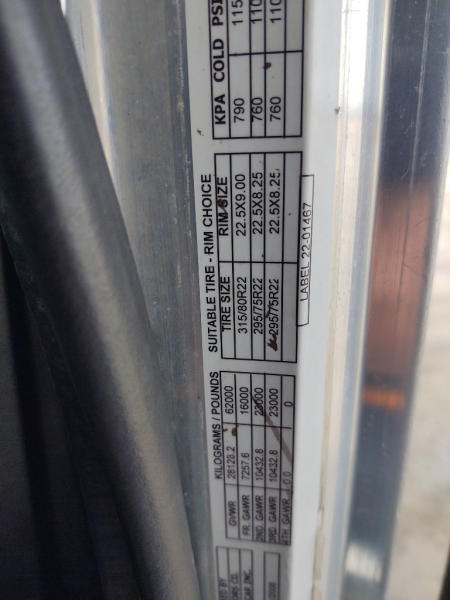 KILOGRAMS / POUNDS SUITABLE TIRE - RIM CHOICE
GVWR 28123.2 62000 TIRE SIZE RIM SIZE KPA COLD PSI
FR. GAWR 7257.6 16000 315/80R22 22.5X9.00 790 115
2ND. GAWR 10432.8 23000 295/75R22 22.5X8.25 760 110
3RD. GAWR 10432.8 23000 295/75R22 22.5X8.25 760 110
GAWR 0.0 0
LABEL 22-01467